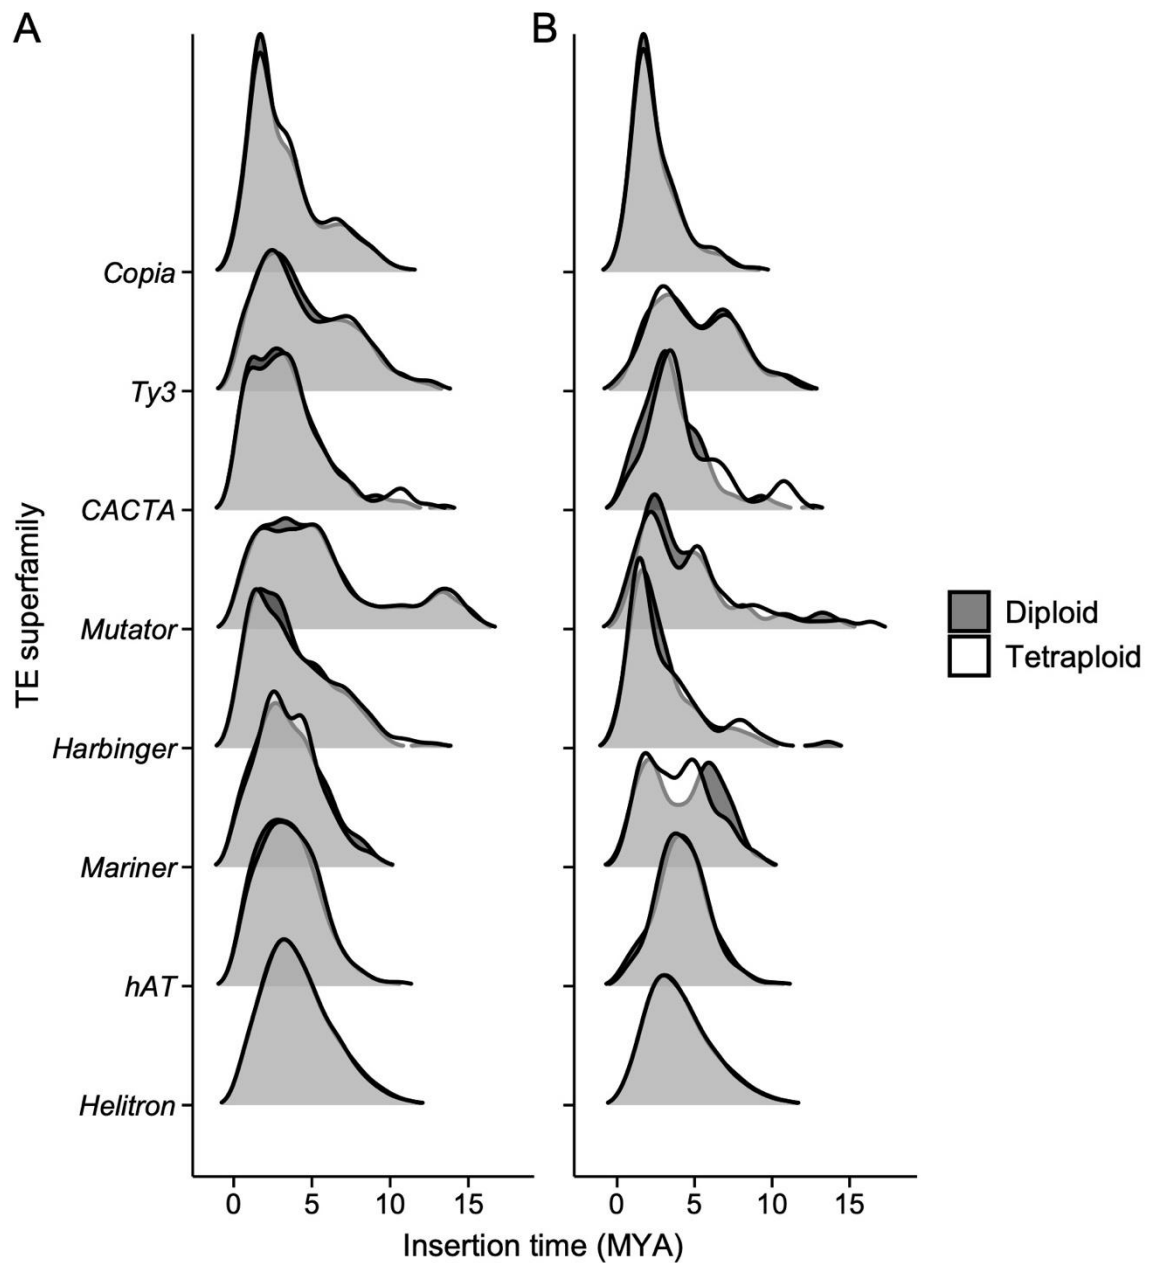 A
B
TE superfamily
Copia
Ty3
CACTA
Mutator
Harbinger
Mariner
hAT
Helitron
Diploid
Tetraploid
0 5 10 15
0 5 10 15
Insertion time (MYA)